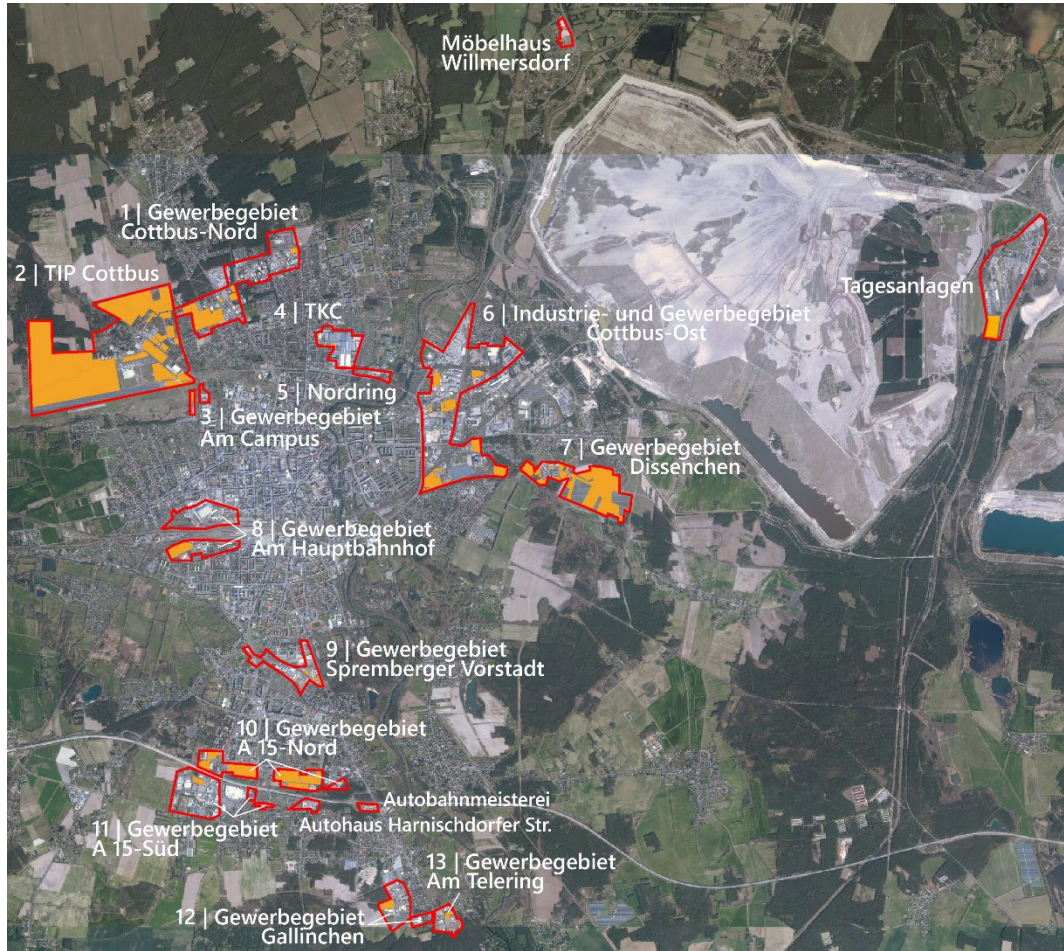 Möbelhaus
Willmersdorf
1 | Gewerbegebiet
Cottbus-Nord
2 | TIP Cottbus
Tagesanlagen
4 | TKC
6 | Industrie- und Gewerbegebiet
Cottbus-Ost
5 | Nordring
3 | Gewerbegebiet
Am Campus
7 | Gewerbegebiet
Dissenchen
8 | Gewerbegebiet
Am Hauptbahnhof
9 | Gewerbegebiet
Spremberger Vorstadt
10 | Gewerbegebiet
A 15-Nord
Autobahnmeisterei
Autohaus Harnischdorfer Str.
11 | Gewerbegebiet
A 15-Süd
13 | Gewerbegebiet
Am Telering
12 | Gewerbegebiet
Gallinchen